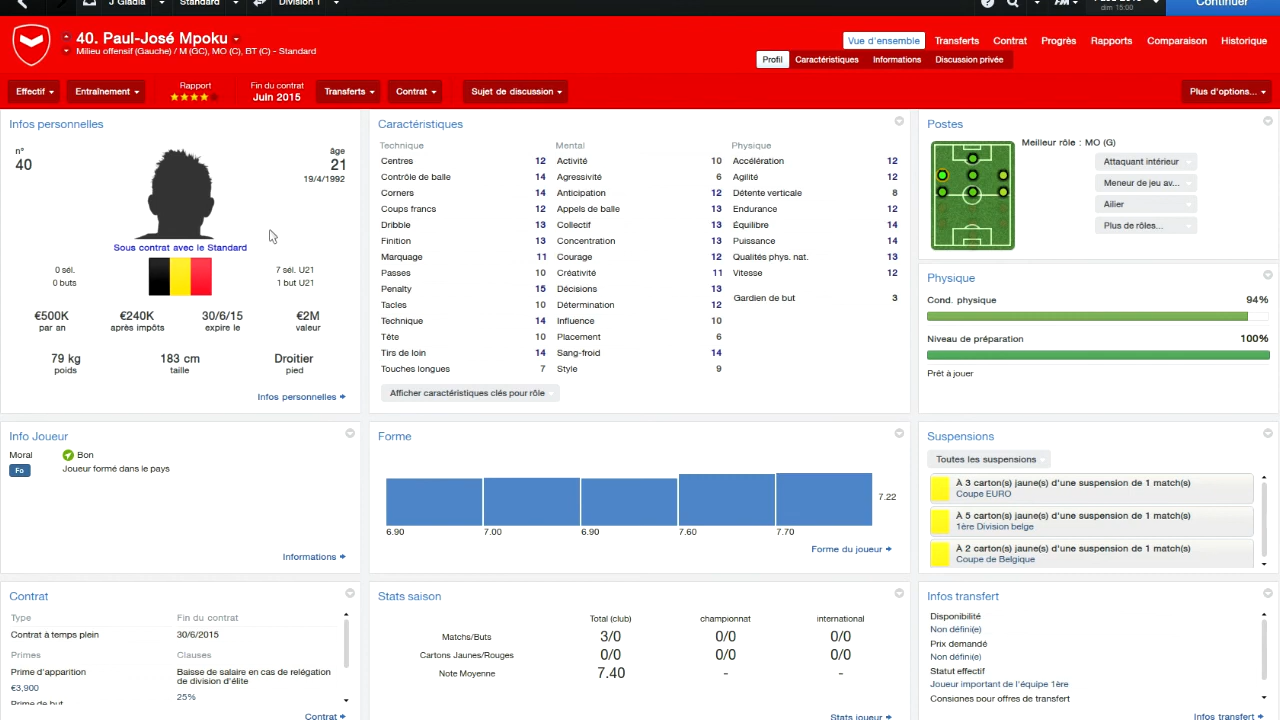 J Gladia
Standard
Division 1
FM
dim 15:00
Continuer
40. Paul-José Mpoku
Milieu offensif (Gauche) / M (GC), MO (C), BT (C) - Standard
Vue d'ensemble Transferts Contrat Progrès Rapports Comparaison Historique
Profil Caractéristiques Informations Discussion privée
Effectif Entraînement
Rapport
Fin du contrat
Juin 2015
Transferts Contrat Sujet de discussion Plus d'options...
Infos personnelles
n°
40
âge
21
19/4/1992
Sous contrat avec le Standard
0 sél.
0 buts
7 sél. U21
1 but U21
€500K €240K 30/6/15 €2M
par an après impôts expire le valeur
79 kg 183 cm Droitier
poids taille pied
Infos personnelles
Caractéristiques
Technique Mental Physique
Centres 12 Activité 10 Accélération 12
Contrôle de balle 14 Agressivité 6 Agilité 12
Corners 14 Anticipation 12 Détente verticale 8
Coups francs 12 Appels de balle 13 Endurance 12
Dribble 13 Collectif 13 Équilibre 14
Finition 13 Concentration 13 Puissance 14
Marquage 11 Courage 12 Qualités phys. nat. 13
Passes 10 Créativité 11 Vitesse 12
Penalty 15 Décisions 13
Gardien de but 3
Tacles 10 Détermination 12
Technique 14 Influence 10
Tête 10 Placement 6
Tirs de loin 14 Sang-froid 14
Touches longues 7 Style 9
Afficher caractéristiques clés pour rôle
Postes
Meilleur rôle : MO (G)
Attaquant intérieur
Meneur de jeu av...
Ailier
Plus de rôles...
Physique
Cond. physique 94%
Niveau de préparation 100%
Prêt à jouer
Info Joueur
Moral Bon
Fo Joueur formé dans le pays
Informations
Forme
7.22
6.90 7.00 6.90 7.60 7.70
Forme du joueur
Suspensions
Toutes les suspensions
À 3 carton(s) jaune(s) d'une suspension de 1 match(s)
Coupe EURO
À 5 carton(s) jaune(s) d'une suspension de 1 match(s)
1ère Division belge
À 2 carton(s) jaune(s) d'une suspension de 1 match(s)
Coupe de Belgique
Contrat
Type Fin du contrat
Contrat à temps plein 30/6/2015
Primes Clauses
Prime d'apparition Baisse de salaire en cas de relégation
de division d'élite
€3,900
25%
Prime de but
Contrat
Stats saison
Total (club) championnat international
Matchs/Buts 3/0 0/0 0/0
Cartons Jaunes/Rouges 0/0 0/0 0/0
Note Moyenne 7.40 - -
Stats joueur
Infos transfert
Disponibilité
Non défini(e)
Prix demandé
Non défini(e)
Statut effectif
Joueur important de l'équipe 1ère
Consignes pour offres de transfert
Infos transfert